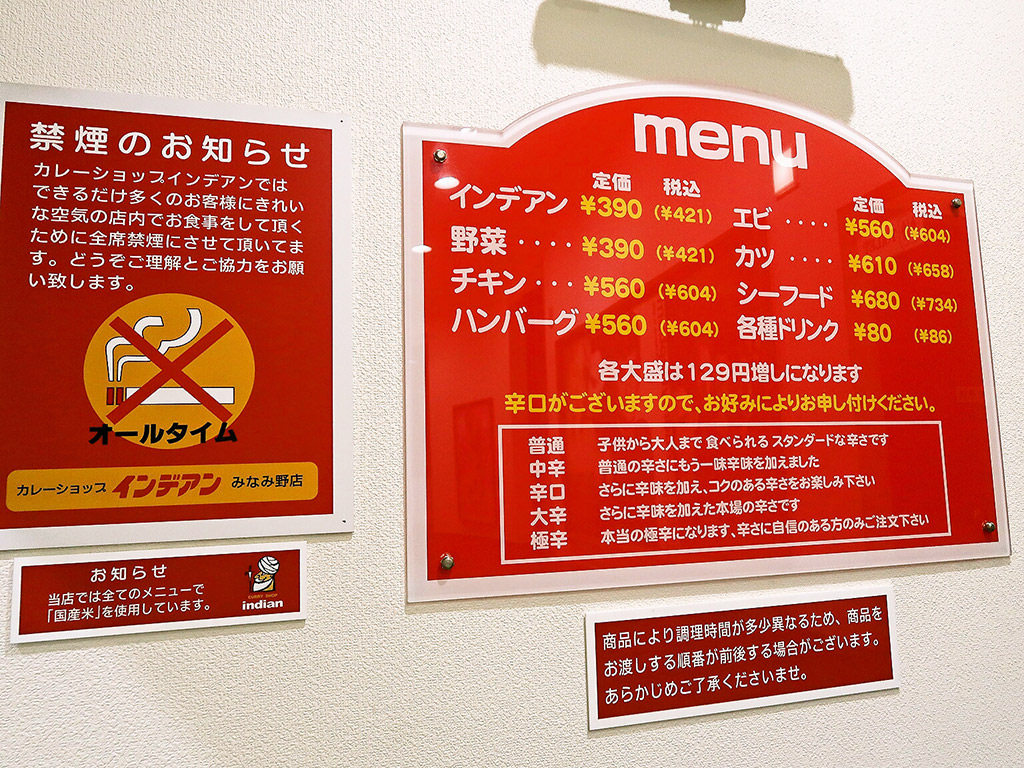 禁煙のお知らせ
カレーショップインデアンでは
できるだけ多くのお客様にきれい
な空気の店内でお食事をして頂く
ために全席禁煙にさせて頂いてま
す。どうぞご理解とご協力をお願
い致します。
オールタイム
カレーショップ インデアン みなみ野店
お知らせ
当店では全てのメニューで
「国産米」を使用しています。
CURRY SHOP
indian
menu
定価 税込
インデアン ¥390 (¥421)
野菜 ···· ¥390 (¥421)
チキン ··· ¥560 (¥604)
ハンバーグ ¥560 (¥604)
定価 税込
エビ ···· ¥560 (¥604)
カツ ···· ¥610 (¥658)
シーフード ¥680 (¥734)
各種ドリンク ¥80 (¥86)
各大盛は129円増しになります
辛口がございますので、お好みによりお申し付けください。
普通 子供から大人まで 食べられる スタンダードな辛さです
中辛 普通の辛さにもう一味辛味を加えました
辛口 さらに辛味を加え、コクのある辛さをお楽しみ下さい
大辛 さらに辛味を加えた本場の辛さです
極辛 本当の極辛になります、辛さに自信のある方のみご注文下さい
商品により調理時間が多少異なるため、商品を
お渡しする順番が前後する場合がございます。
あらかじめご了承くださいませ。